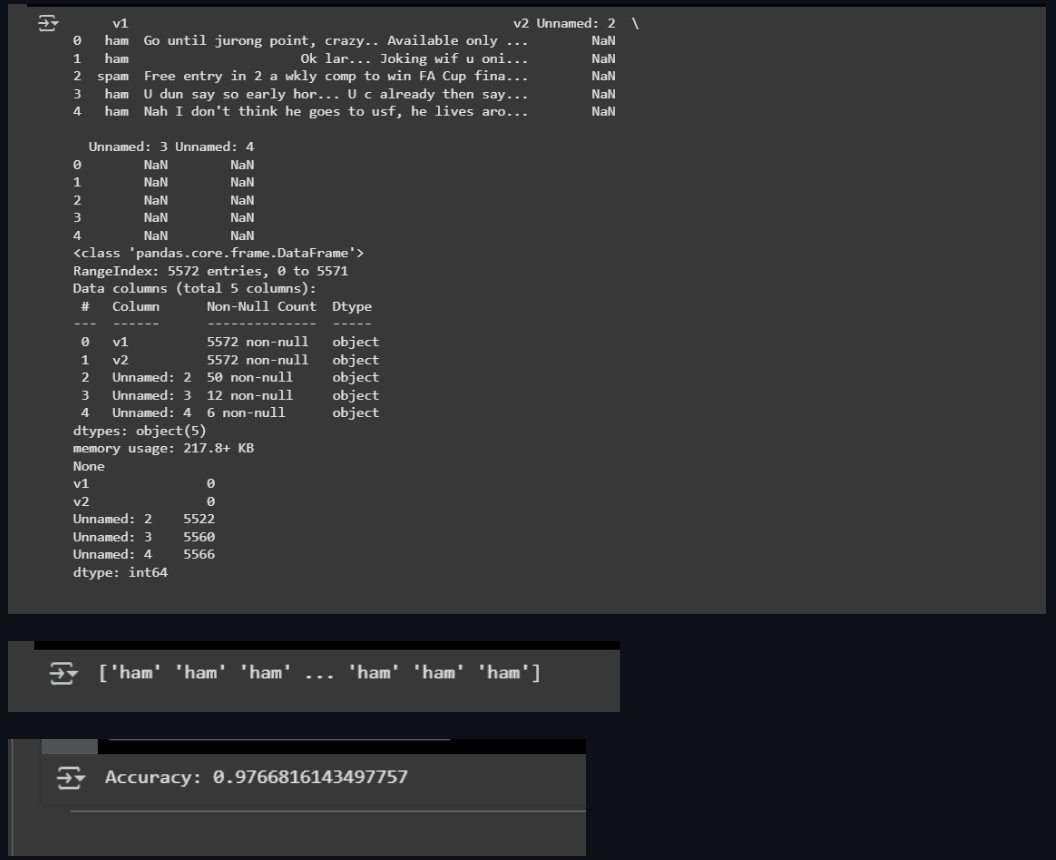 v1 v2 Unnamed: 2 \
0 ham Go until jurong point, crazy.. Available only ... NaN
1 ham Ok lar... Joking wif u oni... NaN
2 spam Free entry in 2 a wkly comp to win FA Cup fina... NaN
3 ham U dun say so early hor... U c already then say... NaN
4 ham Nah I don't think he goes to usf, he lives aro... NaN
Unnamed: 3 Unnamed: 4
0 NaN NaN
1 NaN NaN
2 NaN NaN
3 NaN NaN
4 NaN NaN
<class 'pandas.core.frame.DataFrame'>
RangeIndex: 5572 entries, 0 to 5571
Data columns (total 5 columns):
# Column Non-Null Count Dtype
--- ------ -------------- -----
0 v1 5572 non-null object
1 v2 5572 non-null object
2 Unnamed: 2 50 non-null object
3 Unnamed: 3 12 non-null object
4 Unnamed: 4 6 non-null object
dtypes: object(5)
memory usage: 217.8+ KB
None
v1 0
v2 0
Unnamed: 2 5522
Unnamed: 3 5560
Unnamed: 4 5566
dtype: int64
['ham' 'ham' 'ham' ... 'ham' 'ham' 'ham']
Accuracy: 0.9766816143497757